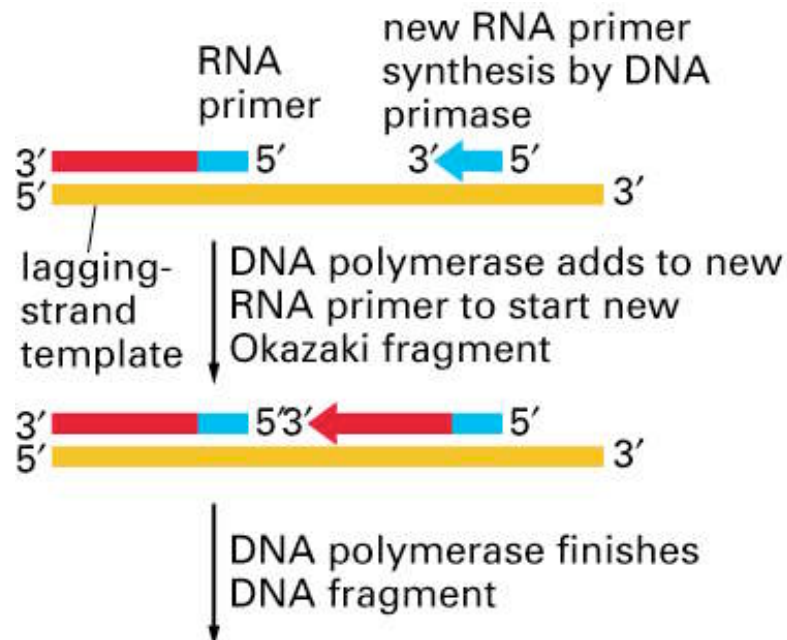 RNA
primer
new RNA primer
synthesis by DNA
primase
3′ 5′ 3′ 5′
5′ 3′
lagging-
strand
template
DNA polymerase adds to new
RNA primer to start new
Okazaki fragment
3′ 5′3′ 5′
5′ 3′
DNA polymerase finishes
DNA fragment